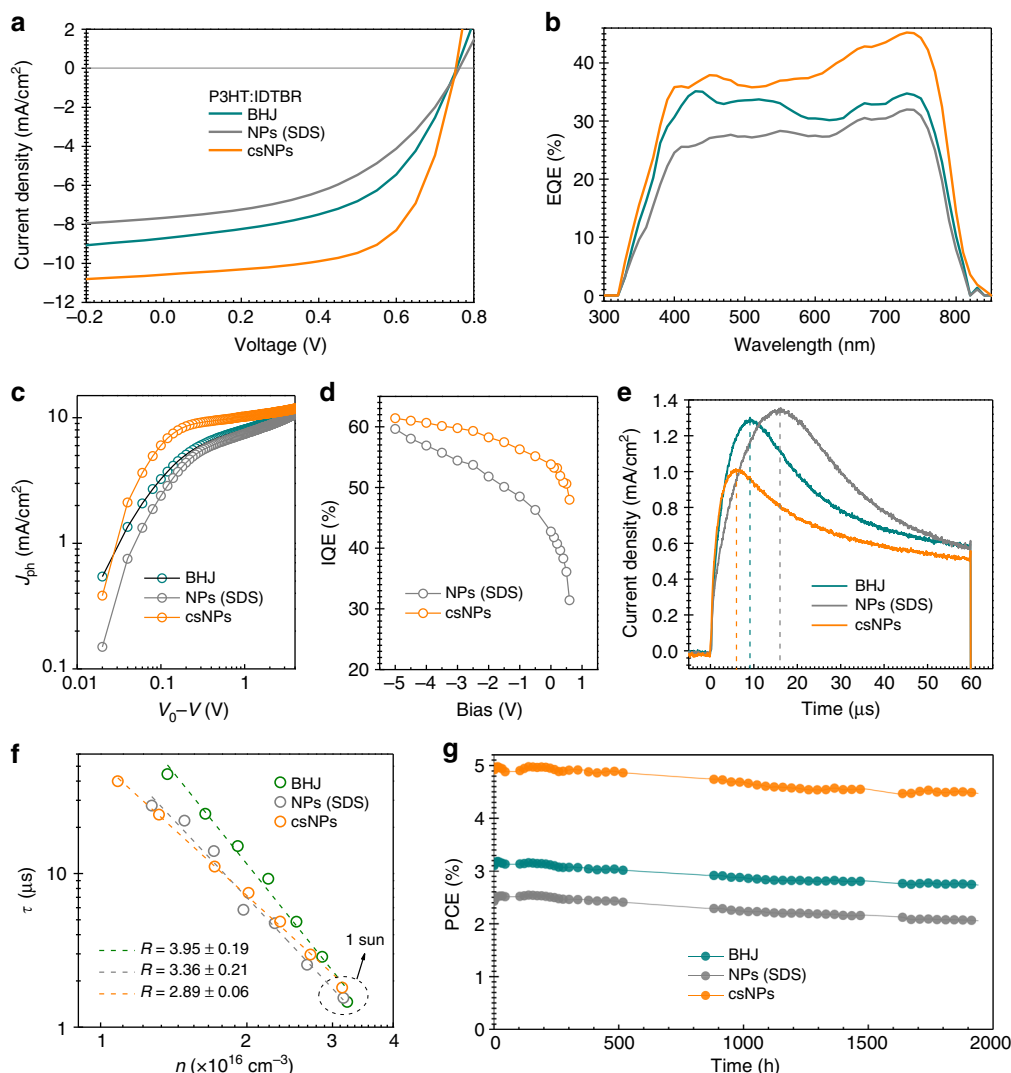 a
Current density (mA/cm²)
2
0
−2
−4
−6
−8
−10
−12
P3HT:IDTBR
BHJ
NPs (SDS)
csNPs
−0.2
0.0
0.2
0.4
0.6
0.8
Voltage (V)
b
EQE (%)
40
30
20
10
0
BHJ
NPs (SDS)
csNPs
300
400
500
600
700
800
Wavelength (nm)
c
J_ph (mA/cm²)
10
1
0.1
BHJ
NPs (SDS)
csNPs
0.01
0.1
1
V₀–V (V)
d
IQE (%)
60
50
40
30
20
NPs (SDS)
csNPs
−5
−4
−3
−2
−1
0
1
Bias (V)
e
Current density (mA/cm²)
1.4
1.2
1.0
0.8
0.6
0.4
0.2
0.0
BHJ
NPs (SDS)
csNPs
0
10
20
30
40
50
60
Time (μs)
f
τ (μs)
10
1
BHJ
NPs (SDS)
csNPs
1 sun
R = 3.95 ± 0.19
R = 3.36 ± 0.21
R = 2.89 ± 0.06
1
2
3
4
n (×10¹⁶ cm⁻³)
g
PCE (%)
5
4
3
2
1
0
BHJ
NPs (SDS)
csNPs
0
500
1000
1500
2000
Time (h)